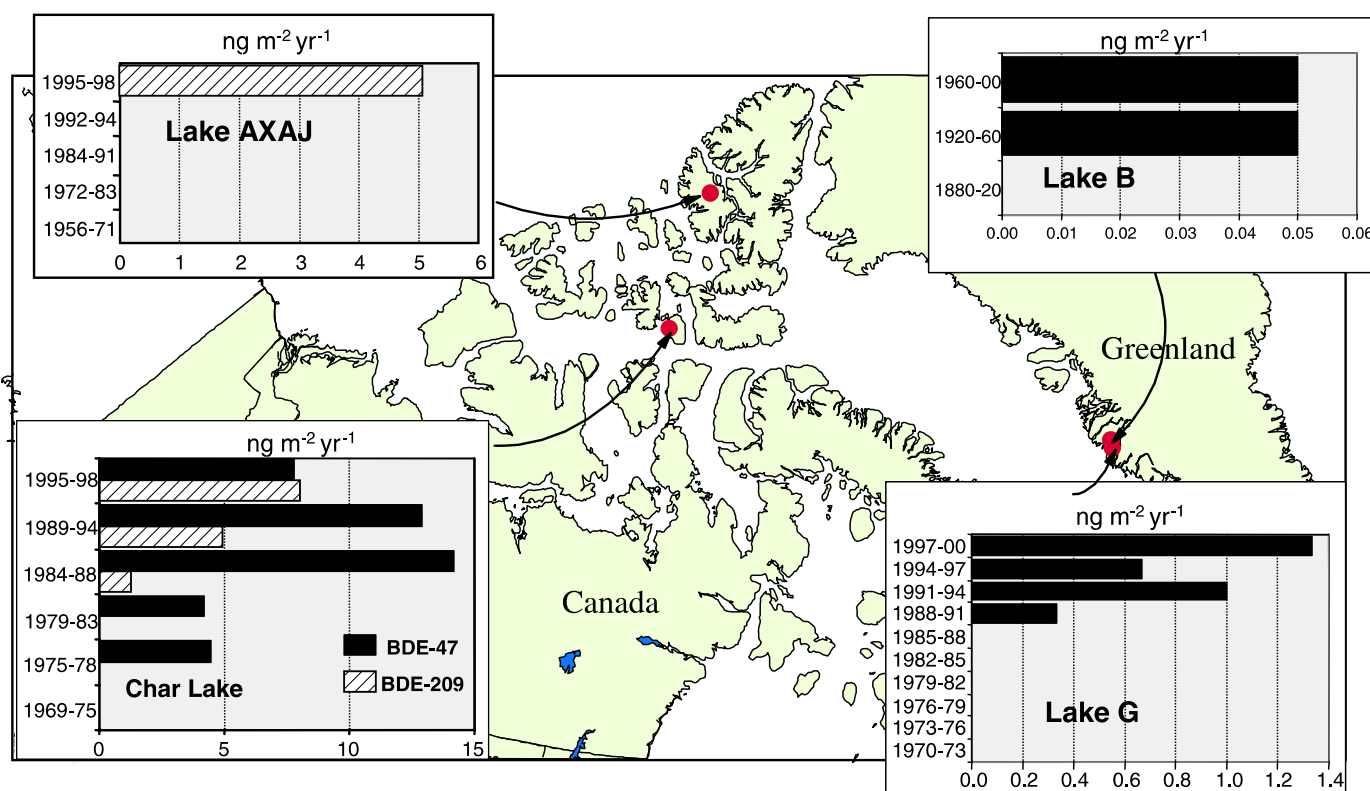 ng m-2 yr-1
1995-98
1992-94
1984-91
1972-83
1956-71
Lake AXAJ
0 1 2 3 4 5 6
ng m-2 yr-1
1960-00
1920-60
1880-20
Lake B
0.00 0.01 0.02 0.03 0.04 0.05 0.06
Greenland
Canada
ng m-2 yr-1
1995-98
1989-94
1984-88
1979-83
1975-78
1969-75
BDE-47
BDE-209
Char Lake
0 5 10 15
ng m-2 yr-1
1997-00
1994-97
1991-94
1988-91
1985-88
1982-85
1979-82
1976-79
1973-76
1970-73
Lake G
0.0 0.2 0.4 0.6 0.8 1.0 1.2 1.4